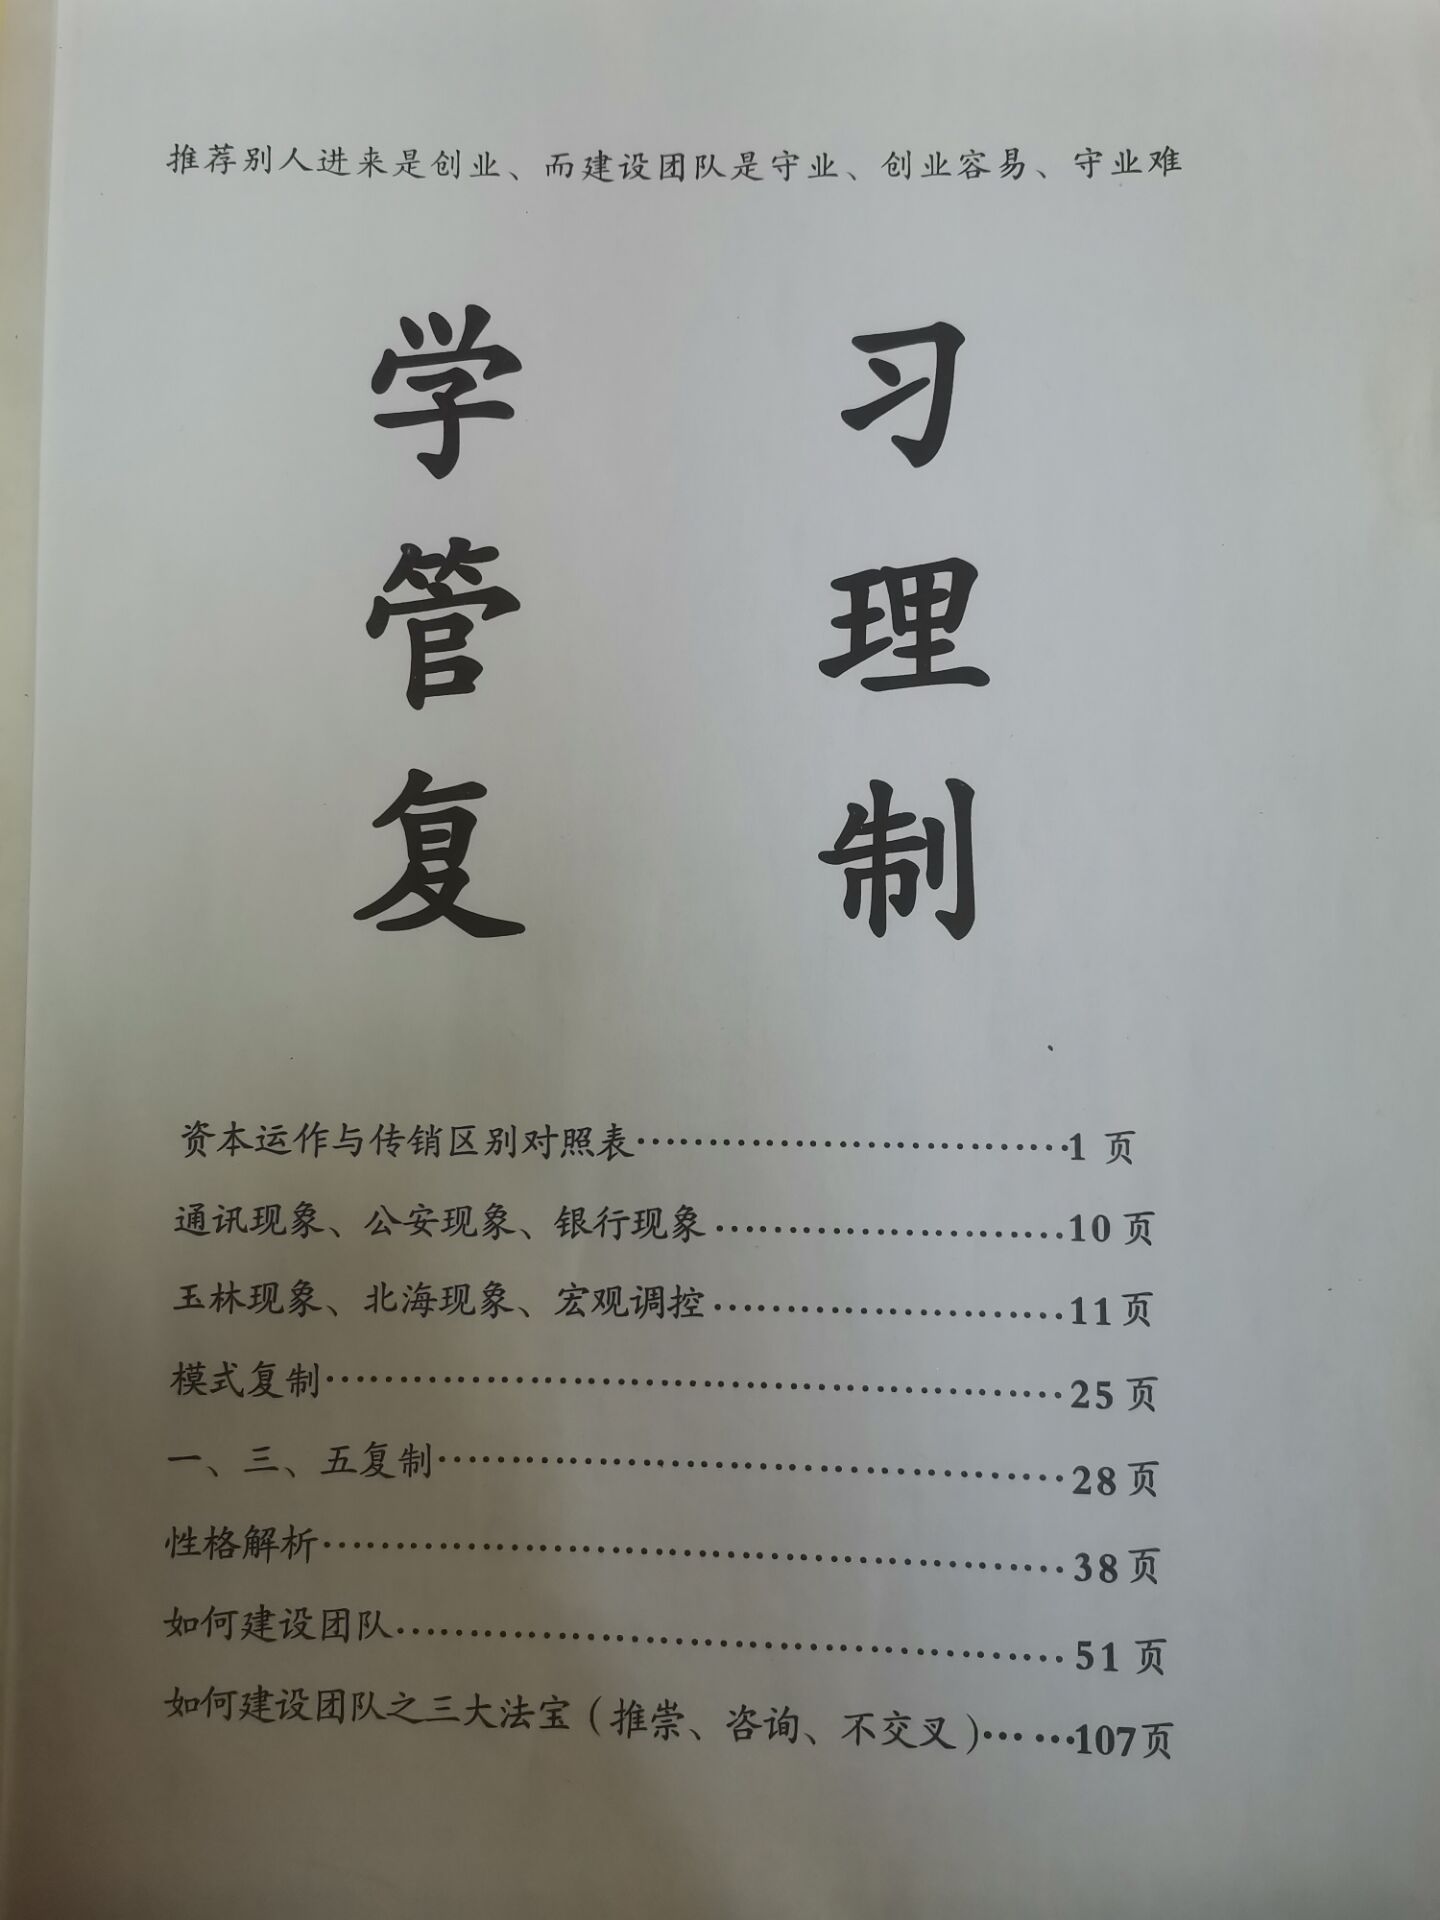 推荐别人进来是创业、而建设团队是守业、创业容易、守业难
学 习
管 理
复 制
资本运作与传销区别对照表································1 页
通讯现象、公安现象、银行现象························10 页
玉林现象、北海现象、宏观调控························11 页
模式复制···················································25 页
一、三、五复制···········································28 页
性格解析···················································38 页
如何建设团队··············································51 页
如何建设团队之三大法宝(推崇、咨询、不交叉)······107页